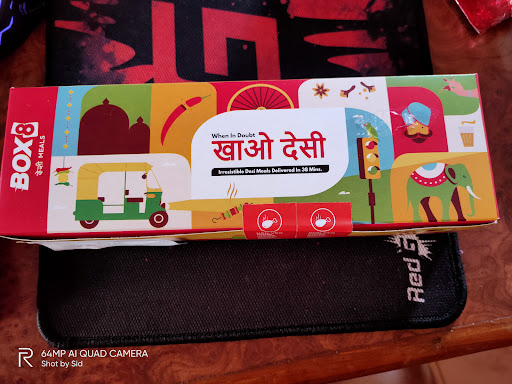 BOX8
देसी MEALS
When In Doubt
खाओ देसी
Irresistible Desi Meals Delivered In 38 Mins.
Red
64MP AI QUAD CAMERA
Shot by Sid